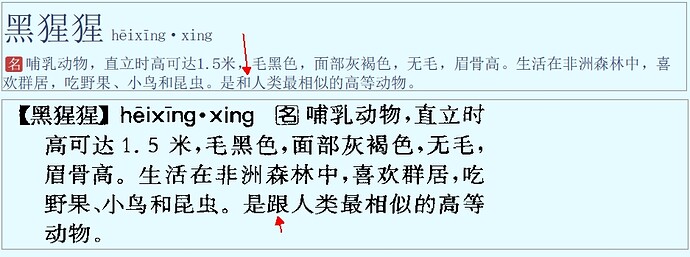 黑猩猩 hēixīng·xing
名 哺乳动物，直立时高可达1.5米，毛黑色，面部灰褐色，无毛，眉骨高。生活在非洲森林中，喜
欢群居，吃野果、小鸟和昆虫。是和人类最相似的高等动物。
【黑猩猩】hēixīng·xing 名 哺乳动物，直立时
高可达 1.5 米，毛黑色，面部灰褐色，无毛，
眉骨高。生活在非洲森林中，喜欢群居，吃
野果、小鸟和昆虫。是跟人类最相似的高等
动物。